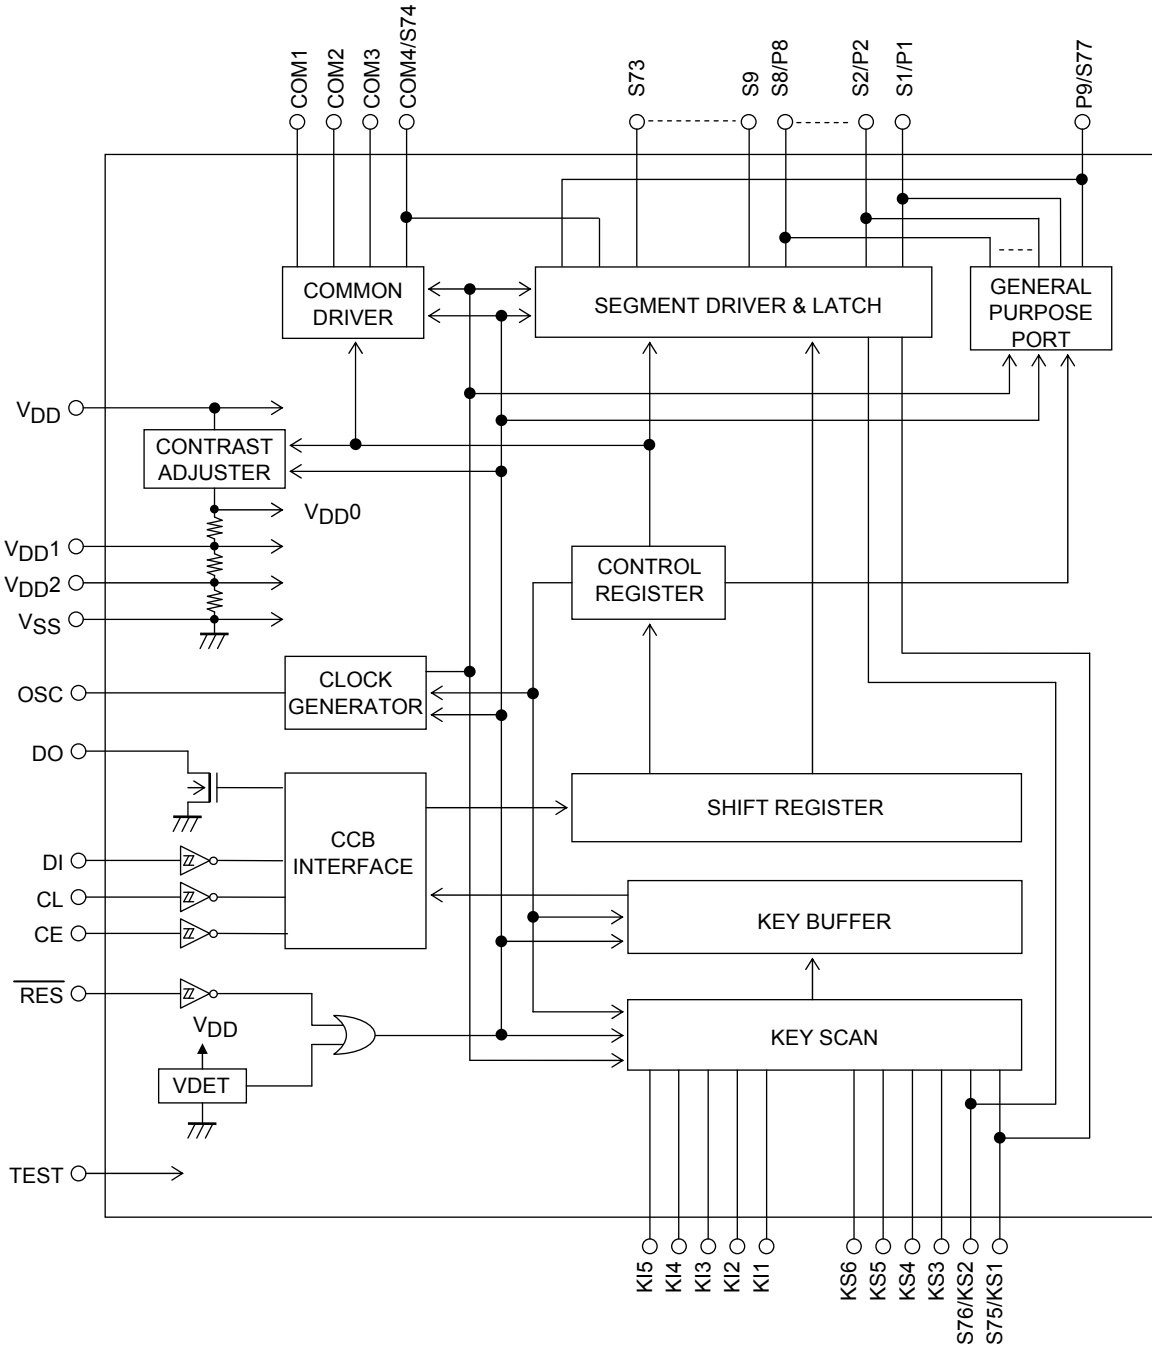 COM1
COM2
COM3
COM4/S74
S73
S9
S8/P8
S2/P2
S1/P1
P9/S77
COMMON
DRIVER
SEGMENT DRIVER & LATCH
GENERAL
PURPOSE
PORT
VDD
CONTRAST
ADJUSTER
VDD0
VDD1
VDD2
VSS
CONTROL
REGISTER
OSC
CLOCK
GENERATOR
DO
SHIFT REGISTER
CCB
INTERFACE
DI
CL
CE
KEY BUFFER
RES
VDD
KEY SCAN
VDET
TEST
KI5
KI4
KI3
KI2
KI1
KS6
KS5
KS4
KS3
S76/KS2
S75/KS1